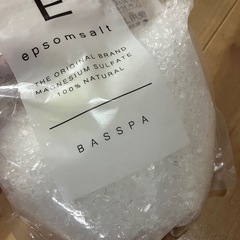 E
epsomsalt
THE ORIGINAL BRAND
MAGNESIUM SULFATE
100% NATURAL
BASSPA